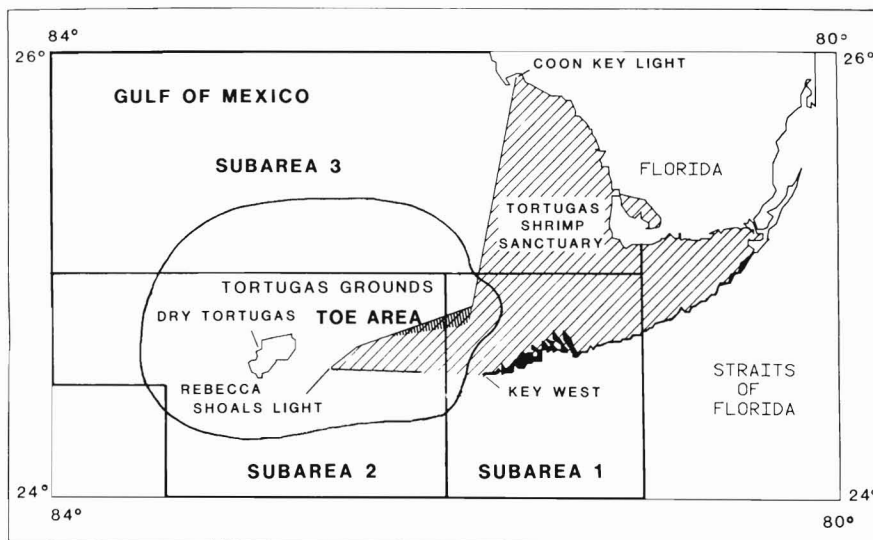 84°
80°
26°
26°
COON KEY LIGHT
GULF OF MEXICO
SUBAREA 3
FLORIDA
TORTUGAS
SHRIMP
SANCTUARY
TORTUGAS GROUNDS
DRY TORTUGAS
TOE AREA
REBECCA
SHOALS LIGHT
KEY WEST
STRAITS
OF
FLORIDA
SUBAREA 2
SUBAREA 1
24°
24°
84°
80°